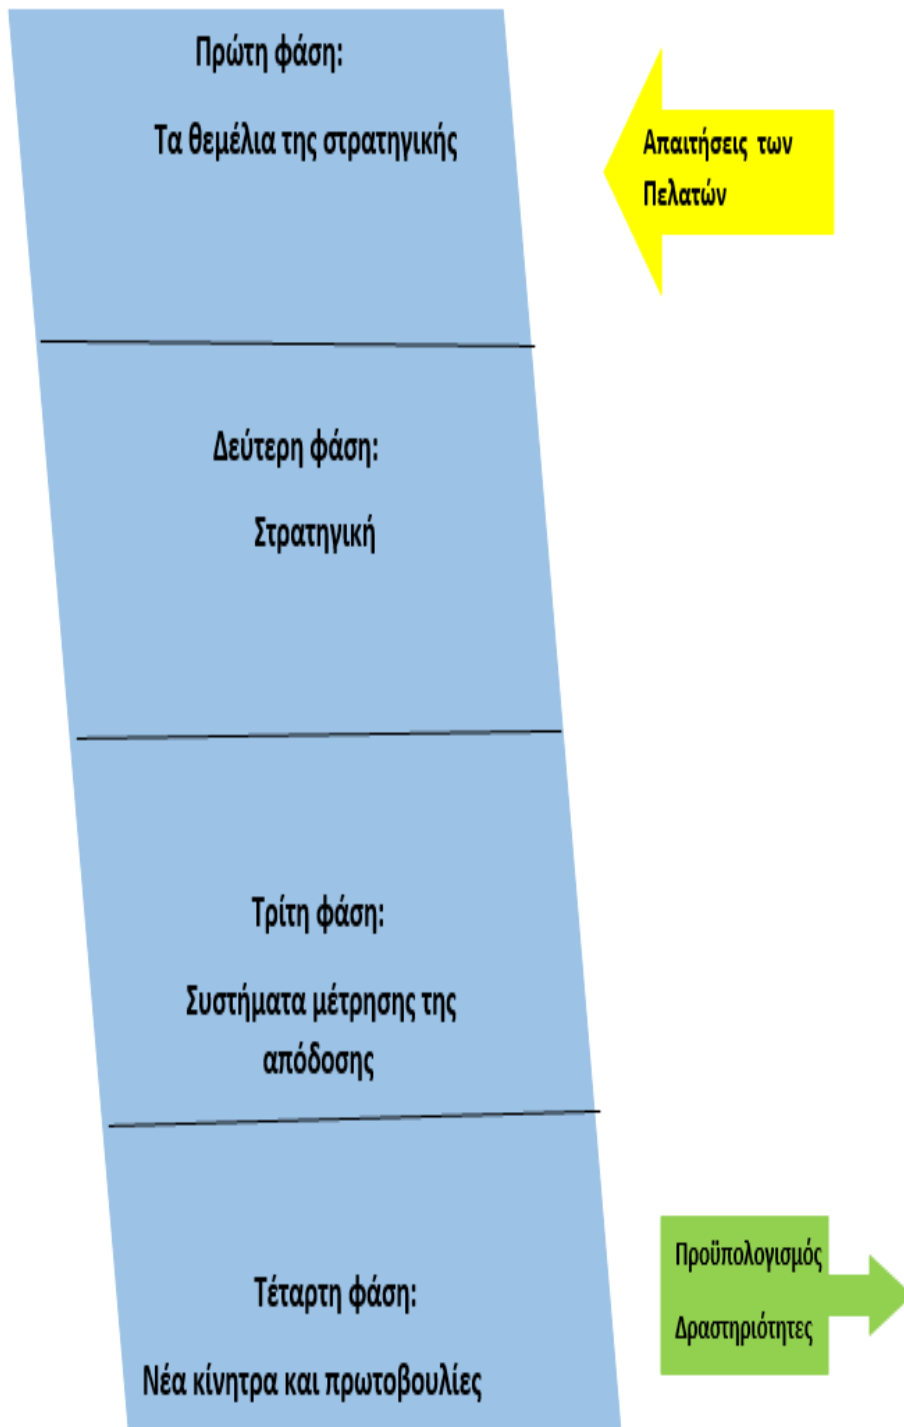 Πρώτη φάση:
Τα θεμέλια της στρατηγικής
Απαιτήσεις των
Πελατών
Δεύτερη φάση:
Στρατηγική
Τρίτη φάση:
Συστήματα μέτρησης της
απόδοσης
Τέταρτη φάση:
Νέα κίνητρα και πρωτοβουλίες
Προϋπολογισμός
Δραστηριότητες